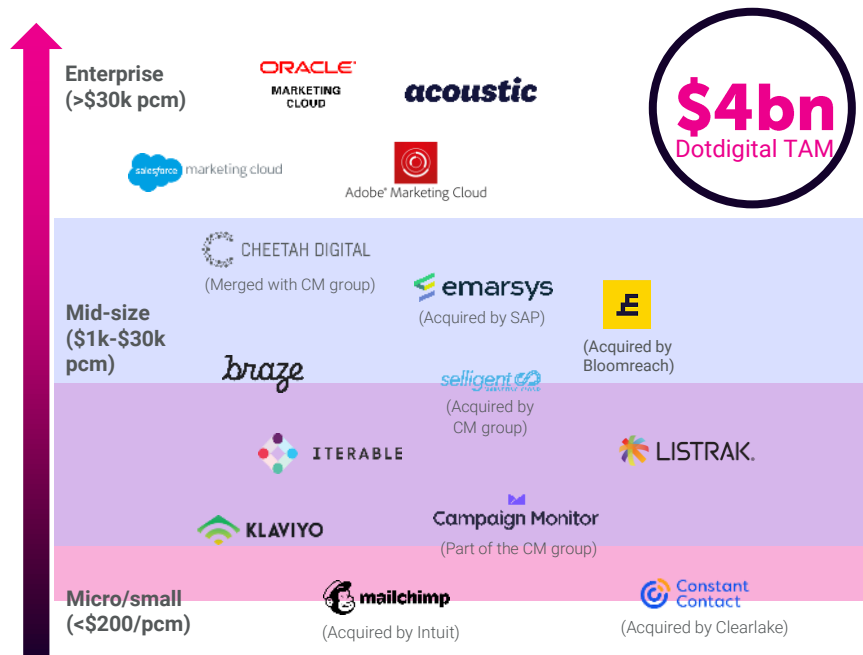 Enterprise
(>$30k pcm)
ORACLE
MARKETING
CLOUD
acoustic
$4bn
Dotdigital TAM
salesforce marketing cloud
Adobe® Marketing Cloud
CHEETAH DIGITAL
(Merged with CM group)
emarsys
(Acquired by SAP)
Mid-size
($1k-$30k
pcm)
(Acquired by
Bloomreach)
braze
selligent
(Acquired by
CM group)
ITERABLE
LISTRAK.
KLAVIYO
Campaign Monitor
(Part of the CM group)
Micro/small
(<$200/pcm)
mailchimp
(Acquired by Intuit)
Constant
Contact
(Acquired by Clearlake)